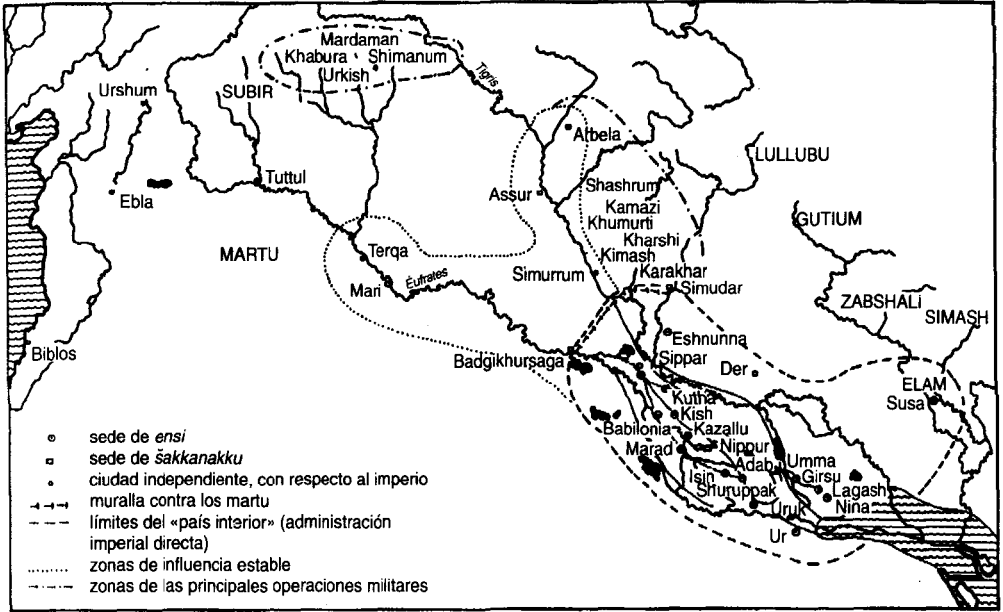 Mardaman
Khabura
Shimanum
Urkish
Tigris
Urshum
SUBIR
Arbela
LULLUBU
Tuttul
Ebla
Assur
Shashrum
Kamazi
GUTIUM
Khumurti
MARTU
Terqa
Kharshi
Kimash
Simurrum
Karakhar
Mari
Éufrates
Simudar
ZABSHALI
SIMASH
Biblos
Eshnunna
Badgikhursaga
Sippar
Der
ELAM
Susa
Kutha
Kish
Babilonia
Kazallu
Marad
Nippur
Adab
Umma
Isin
Girsu
Shuruppak
Lagash
Uruk
Nina
Ur
sede de ensi
sede de šakkanakku
ciudad independiente, con respecto al imperio
muralla contra los martu
límites del «país interior» (administración
imperial directa)
zonas de influencia estable
zonas de las principales operaciones militares